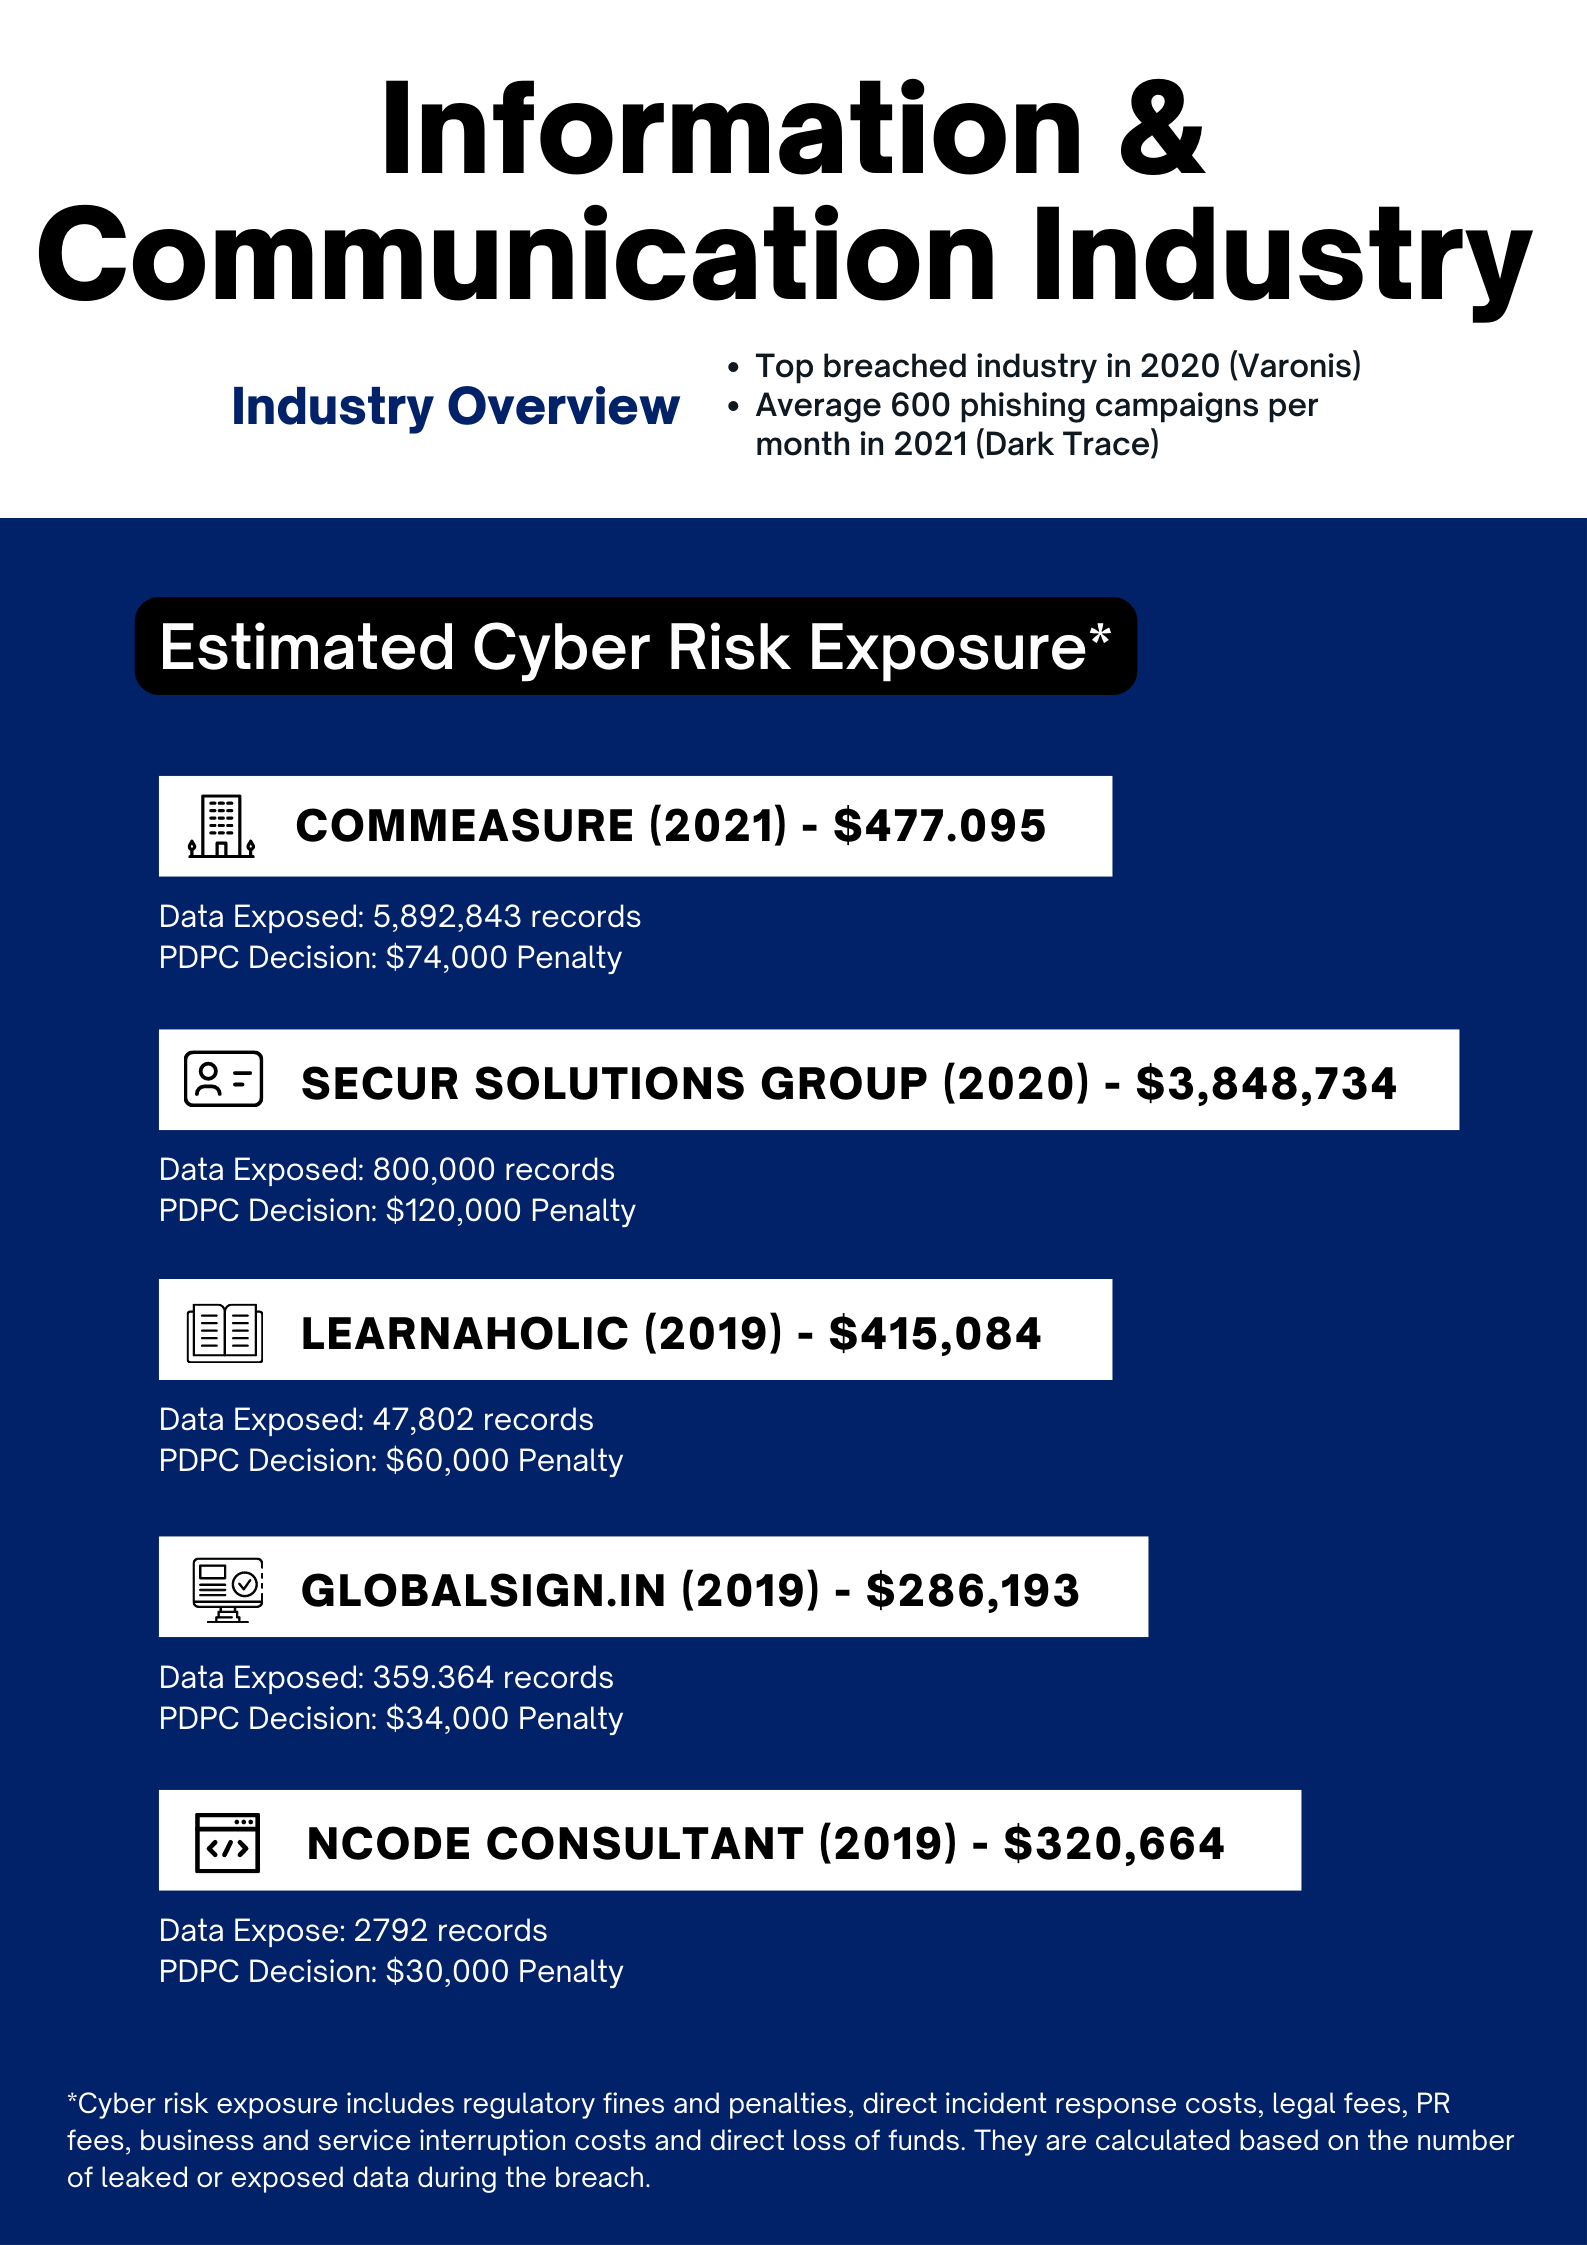 Information &
Communication Industry
Industry Overview
• Top breached industry in 2020 (Varonis)
• Average 600 phishing campaigns per
month in 2021 (Dark Trace)
Estimated Cyber Risk Exposure*
COMMEASURE (2021) - $477.095
Data Exposed: 5,892,843 records
PDPC Decision: $74,000 Penalty
SECUR SOLUTIONS GROUP (2020) - $3,848,734
Data Exposed: 800,000 records
PDPC Decision: $120,000 Penalty
LEARNAHOLIC (2019) - $415,084
Data Exposed: 47,802 records
PDPC Decision: $60,000 Penalty
GLOBALSIGN.IN (2019) - $286,193
Data Exposed: 359.364 records
PDPC Decision: $34,000 Penalty
NCODE CONSULTANT (2019) - $320,664
Data Expose: 2792 records
PDPC Decision: $30,000 Penalty
*Cyber risk exposure includes regulatory fines and penalties, direct incident response costs, legal fees, PR
fees, business and service interruption costs and direct loss of funds. They are calculated based on the number
of leaked or exposed data during the breach.